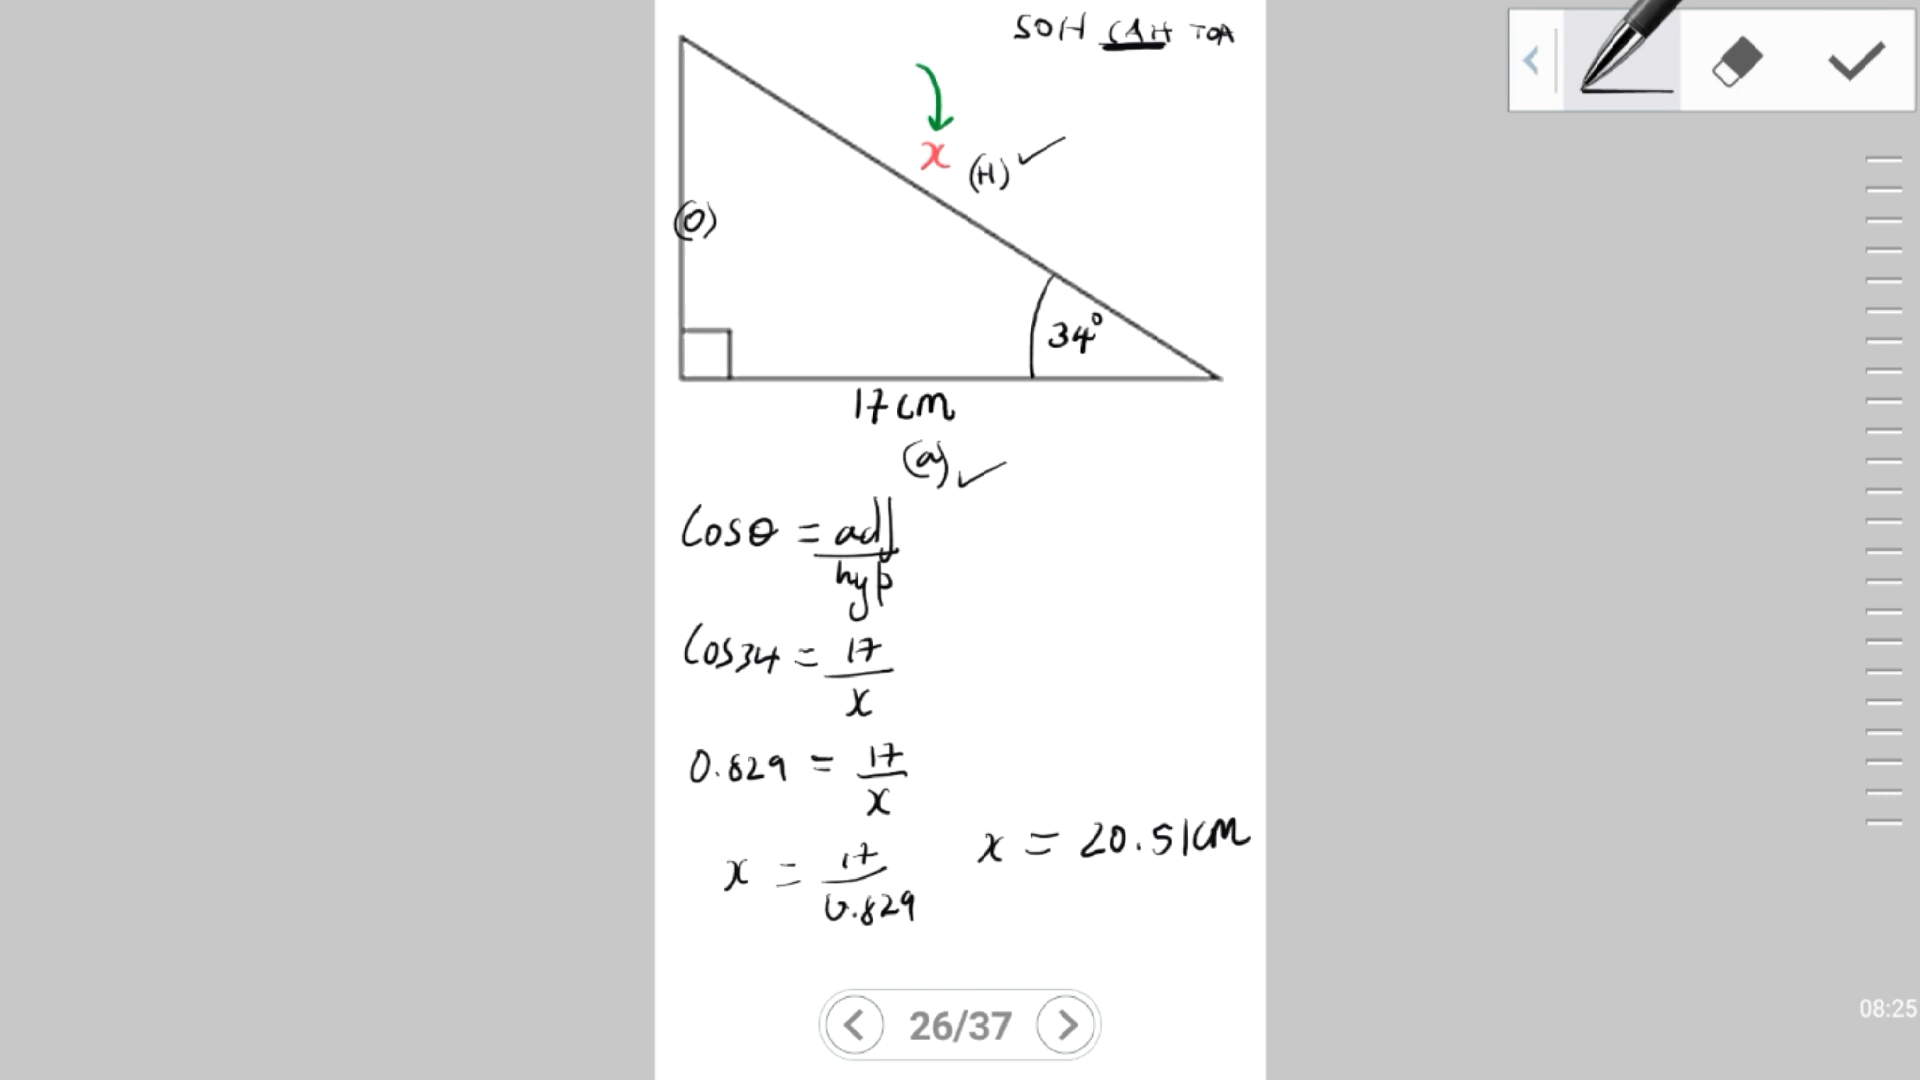 SOH CAH TOA
x (H)
(O)
34°
17cm
(a)
Cosθ = adj/hyp
Cos34 = 17/x
0.829 = 17/x
x = 17/0.829
x = 20.51cm
26/37
08:25